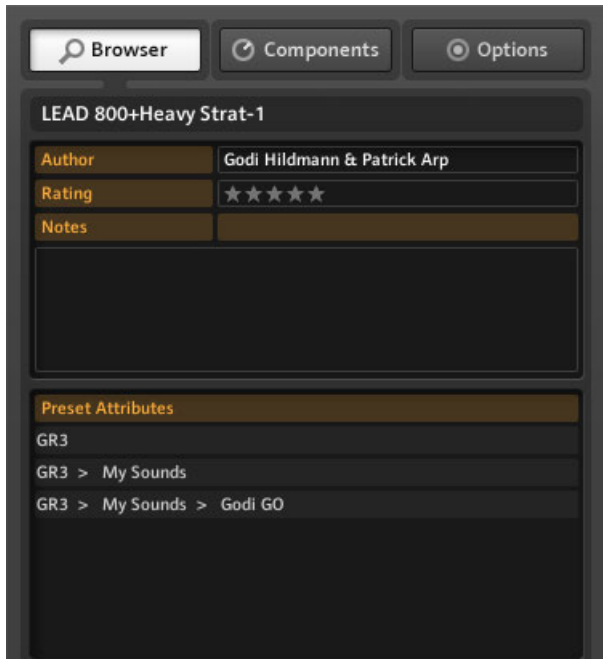 Browser Components Options
LEAD 800+Heavy Strat-1
Author Godi Hildmann & Patrick Arp
Rating
Notes
Preset Attributes
GR3
GR3 > My Sounds
GR3 > My Sounds > Godi GO